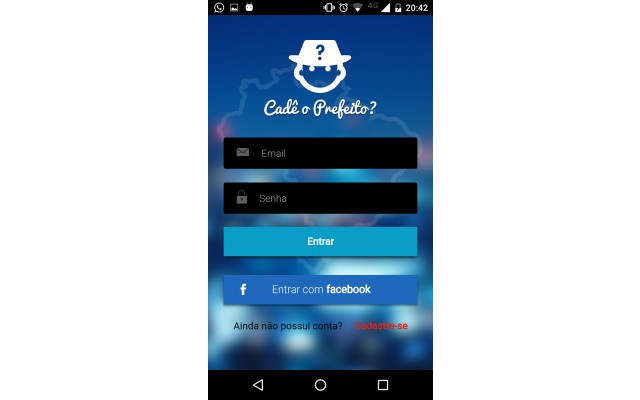 4G 20:42
?
Cadê o Prefeito?
Email
Senha
Entrar
f Entrar com facebook
Ainda não possui conta? Cadastre-se